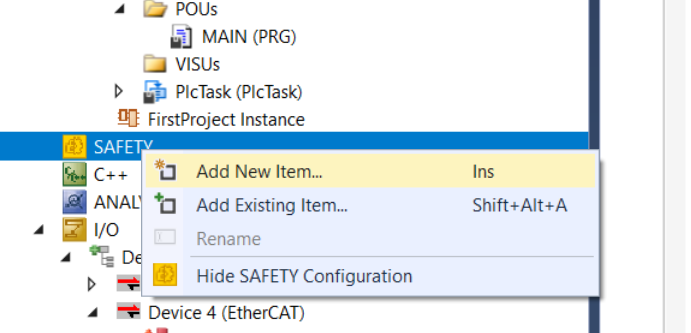 POUs
MAIN (PRG)
VISUs
PlcTask (PlcTask)
FirstProject Instance
SAFETY
Add New Item... Ins
C++
Add Existing Item... Shift+Alt+A
I/O
Rename
Hide SAFETY Configuration
Device 4 (EtherCAT)